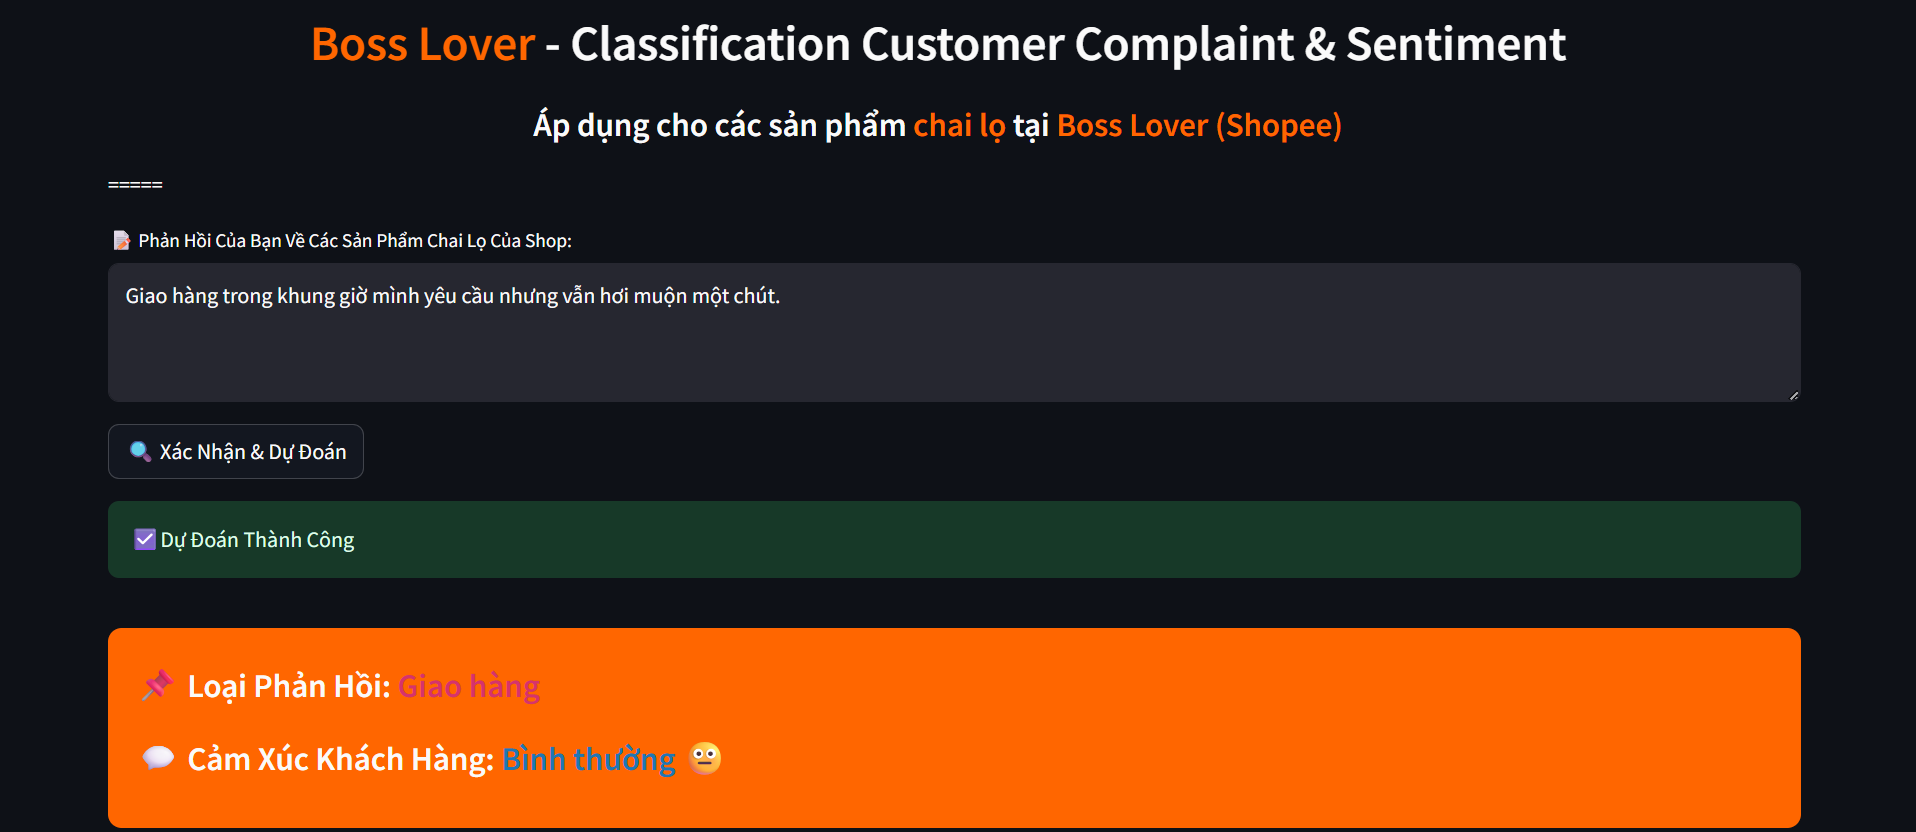 Boss Lover - Classification Customer Complaint & Sentiment
Áp dụng cho các sản phẩm chai lọ tại Boss Lover (Shopee)
=====
📝 Phản Hồi Của Bạn Về Các Sản Phẩm Chai Lọ Của Shop:
Giao hàng trong khung giờ mình yêu cầu nhưng vẫn hơi muộn một chút.
🔍 Xác Nhận & Dự Đoán
☑️ Dự Đoán Thành Công
📌 Loại Phản Hồi: Giao hàng
💬 Cảm Xúc Khách Hàng: Bình thường 😐